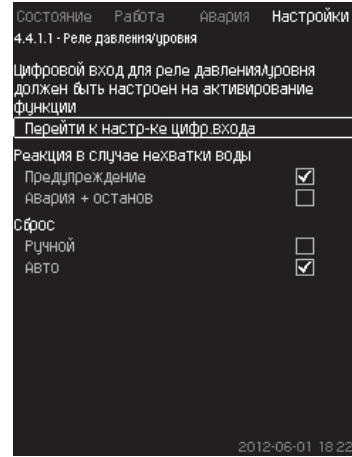 Состояние Работа Авария Настройки
4.4.1.1 - Реле давления/уровня
Цифровой вход для реле давления/уровня
должен быть настроен на активирование
функции
Перейти к настр-ке цифр.входа
Реакция в случае нехватки воды
Предупреждение
Авария + останов
Сброс
Ручной
Авто
2012-06-01 18:22